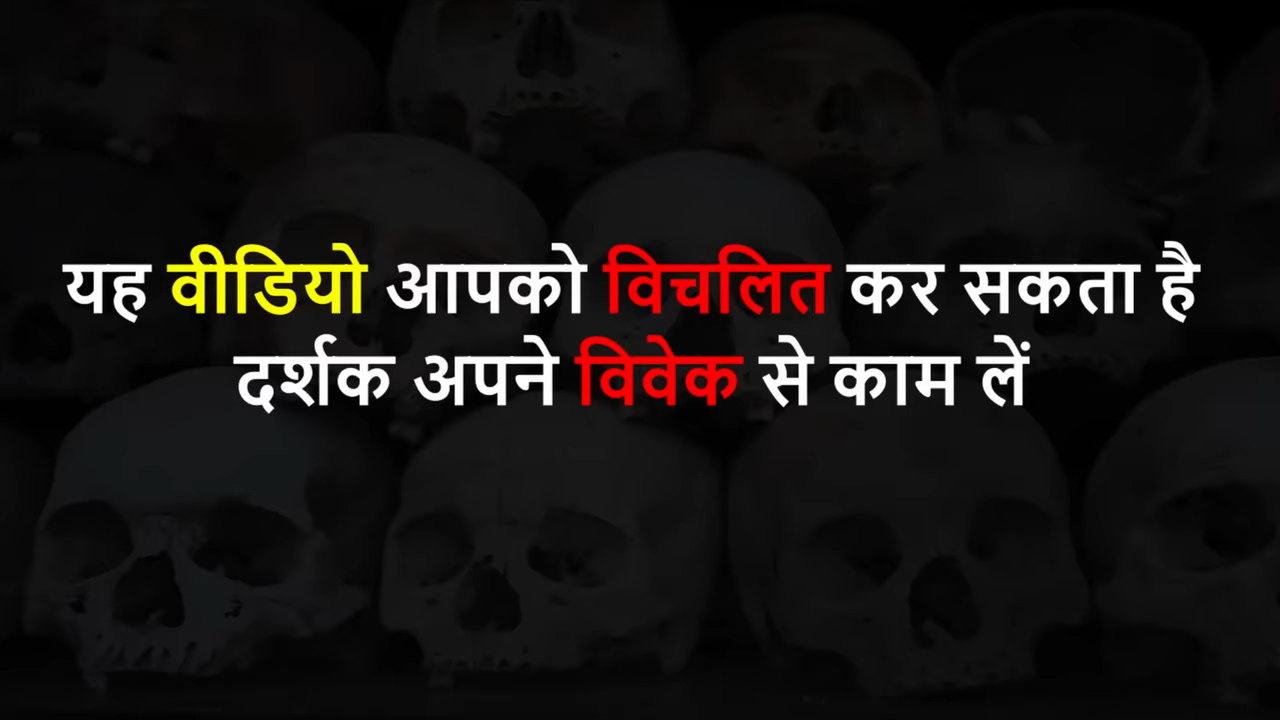 यह वीडियो आपको विचलित कर सकता है
दर्शक अपने विवेक से काम लें